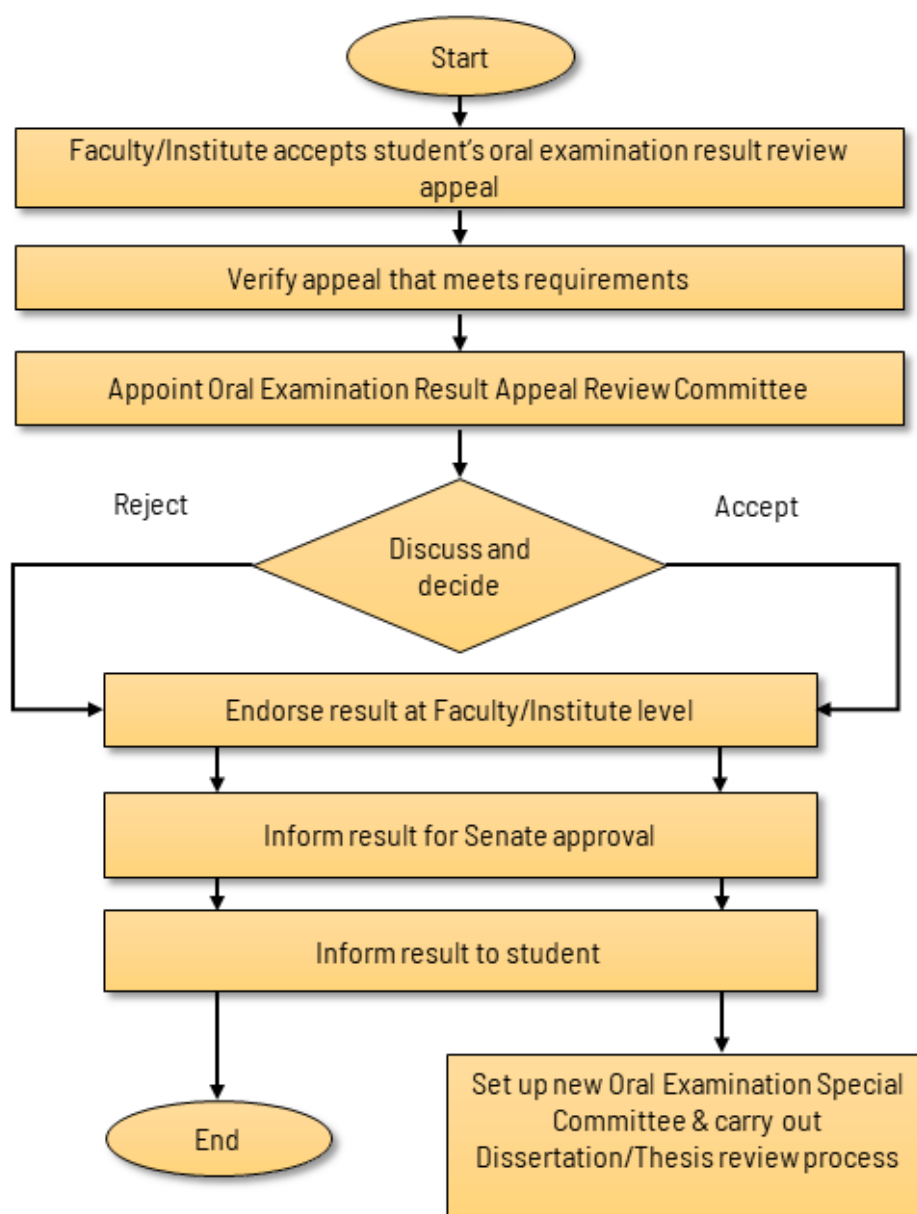 Start
Faculty/Institute accepts student's oral examination result review
appeal
Verify appeal that meets requirements
Appoint Oral Examination Result Appeal Review Committee
Reject
Accept
Discuss and
decide
Endorse result at Faculty/Institute level
Inform result for Senate approval
Inform result to student
End
Set up new Oral Examination Special
Committee & carry out
Dissertation/Thesis review process